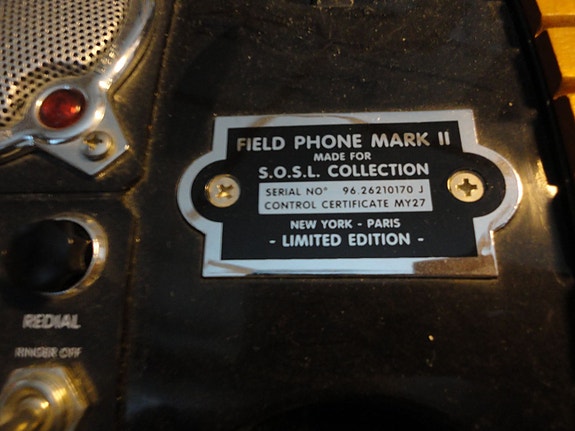 FIELD PHONE MARK II
MADE FOR
S.O.S.L. COLLECTION
SERIAL NOº 96.26210170 J
CONTROL CERTIFICATE MY27
NEW YORK - PARIS
- LIMITED EDITION -
REDIAL
RINGER OFF